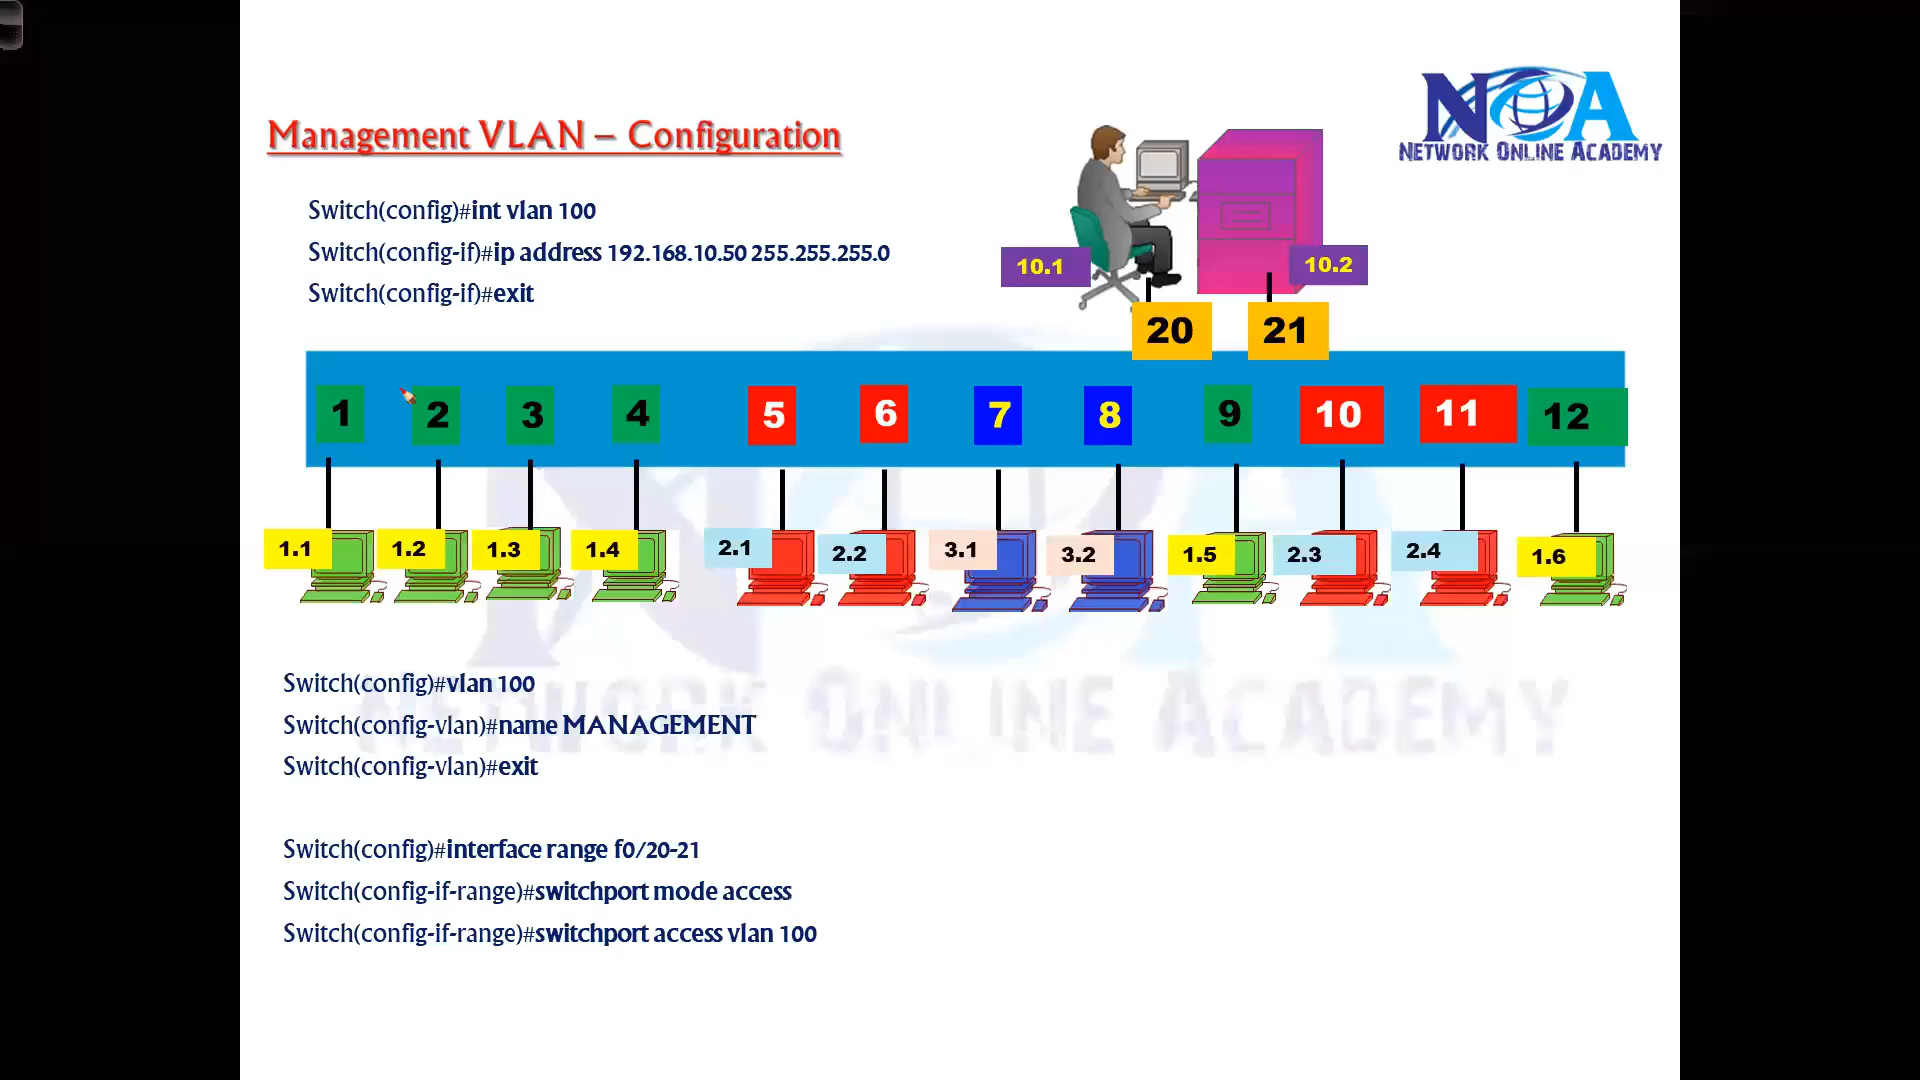 NOA
NETWORK ONLINE ACADEMY
Management VLAN – Configuration
Switch(config)#int vlan 100
Switch(config-if)#ip address 192.168.10.50 255.255.255.0
Switch(config-if)#exit
10.1
10.2
20
21
1
2
3
4
5
6
7
8
9
10
11
12
1.1
1.2
1.3
1.4
2.1
2.2
3.1
3.2
1.5
2.3
2.4
1.6
NETWORK ONLINE ACADEMY
Switch(config)#vlan 100
Switch(config-vlan)#name MANAGEMENT
Switch(config-vlan)#exit
Switch(config)#interface range f0/20-21
Switch(config-if-range)#switchport mode access
Switch(config-if-range)#switchport access vlan 100